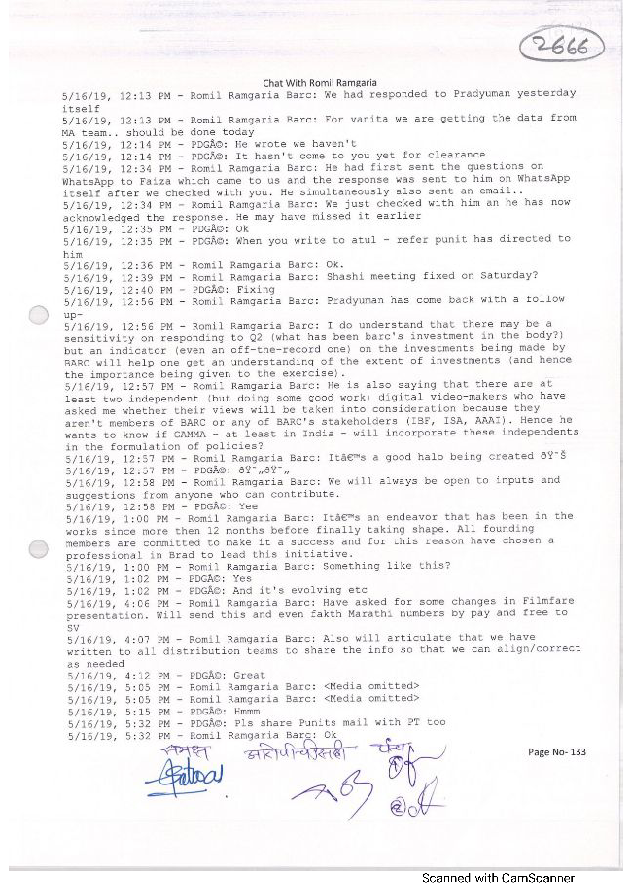 2666
Chat With Romil Ramgaria
5/16/19, 12:13 PM - Romil Ramgaria Barc: We had responded to Pradyuman yesterday
itself
5/16/19, 12:13 PM - Romil Ramgaria Barc: For varita we are getting the data from
MA team.. should be done today
5/16/19, 12:14 PM - PDGÃ©: He wrote we haven't
5/16/19, 12:14 PM - PDGÃ©: It hasn't come to you yet for clearance
5/16/19, 12:34 PM - Romil Ramgaria Barc: He had first sent the questions on
WhatsApp to Faiza which came to us and the response was sent to him on WhatsApp
itself after we checked with you. He simultaneously also sent an email..
5/16/19, 12:34 PM - Romil Ramgaria Barc: We just checked with him an he has now
acknowledged the response. He may have missed it earlier
5/16/19, 12:35 PM - PDGÃ©: Ok
5/16/19, 12:35 PM - PDGÃ©: When you write to atul - refer punit has directed to
him
5/16/19, 12:36 PM - Romil Ramgaria Barc: Ok.
5/16/19, 12:39 PM - Romil Ramgaria Barc: Shashi meeting fixed on Saturday?
5/16/19, 12:40 PM - PDGÃ©: Fixing
5/16/19, 12:56 PM - Romil Ramgaria Barc: Pradyuman has come back with a follow
up-
5/16/19, 12:56 PM - Romil Ramgaria Barc: I do understand that there may be a
sensitivity on responding to Q2 (what has been barc's investment in the body?)
but an indicator (even an off-the-record one) on the investments being made by
BARC will help one get an understanding of the extent of investments (and hence
the importance being given to the exercise).
5/16/19, 12:57 PM - Romil Ramgaria Barc: He is also saying that there are at
least two independent (but doing some good work) digital video-makers who have
asked me whether their views will be taken into consideration because they
aren't members of BARC or any of BARC's stakeholders (IBF, ISA, AAAI). Hence he
wants to know if CAMMA - at least in India - will incorporate these independents
in the formulation of policies?
5/16/19, 12:57 PM - Romil Ramgaria Barc: Itâ€™s a good halo being created ðŸ˜Š
5/16/19, 12:57 PM - PDGÃ©: ðŸ˜„ðŸ˜„
5/16/19, 12:58 PM - Romil Ramgaria Barc: We will always be open to inputs and
suggestions from anyone who can contribute.
5/16/19, 12:58 PM - PDGÃ©: Yee
5/16/19, 1:00 PM - Romil Ramgaria Barc: Itâ€™s an endeavor that has been in the
works since more then 12 months before finally taking shape. All founding
members are committed to make it a success and for this reason have chosen a
professional in Brad to lead this initiative.
5/16/19, 1:00 PM - Romil Ramgaria Barc: Something like this?
5/16/19, 1:02 PM - PDGÃ©: Yes
5/16/19, 1:02 PM - PDGÃ©: And it's evolving etc
5/16/19, 4:06 PM - Romil Ramgaria Barc: Have asked for some changes in Filmfare
presentation. Will send this and even fakth Marathi numbers by pay and free to
SV
5/16/19, 4:07 PM - Romil Ramgaria Barc: Also will articulate that we have
written to all distribution teams to share the info so that we can align/correct
as needed
5/16/19, 4:12 PM - PDGÃ©: Great
5/16/19, 5:05 PM - Romil Ramgaria Barc: <Media omitted>
5/16/19, 5:05 PM - Romil Ramgaria Barc: <Media omitted>
5/16/19, 5:15 PM - PDGÃ©: Hmmm
5/16/19, 5:32 PM - PDGÃ©: Pls share Punits mail with PT too
5/16/19, 5:32 PM - Romil Ramgaria Barc: Ok
समक्ष आरोपीची सही पंच
Page No- 133
①
②
Scanned with CamScanner